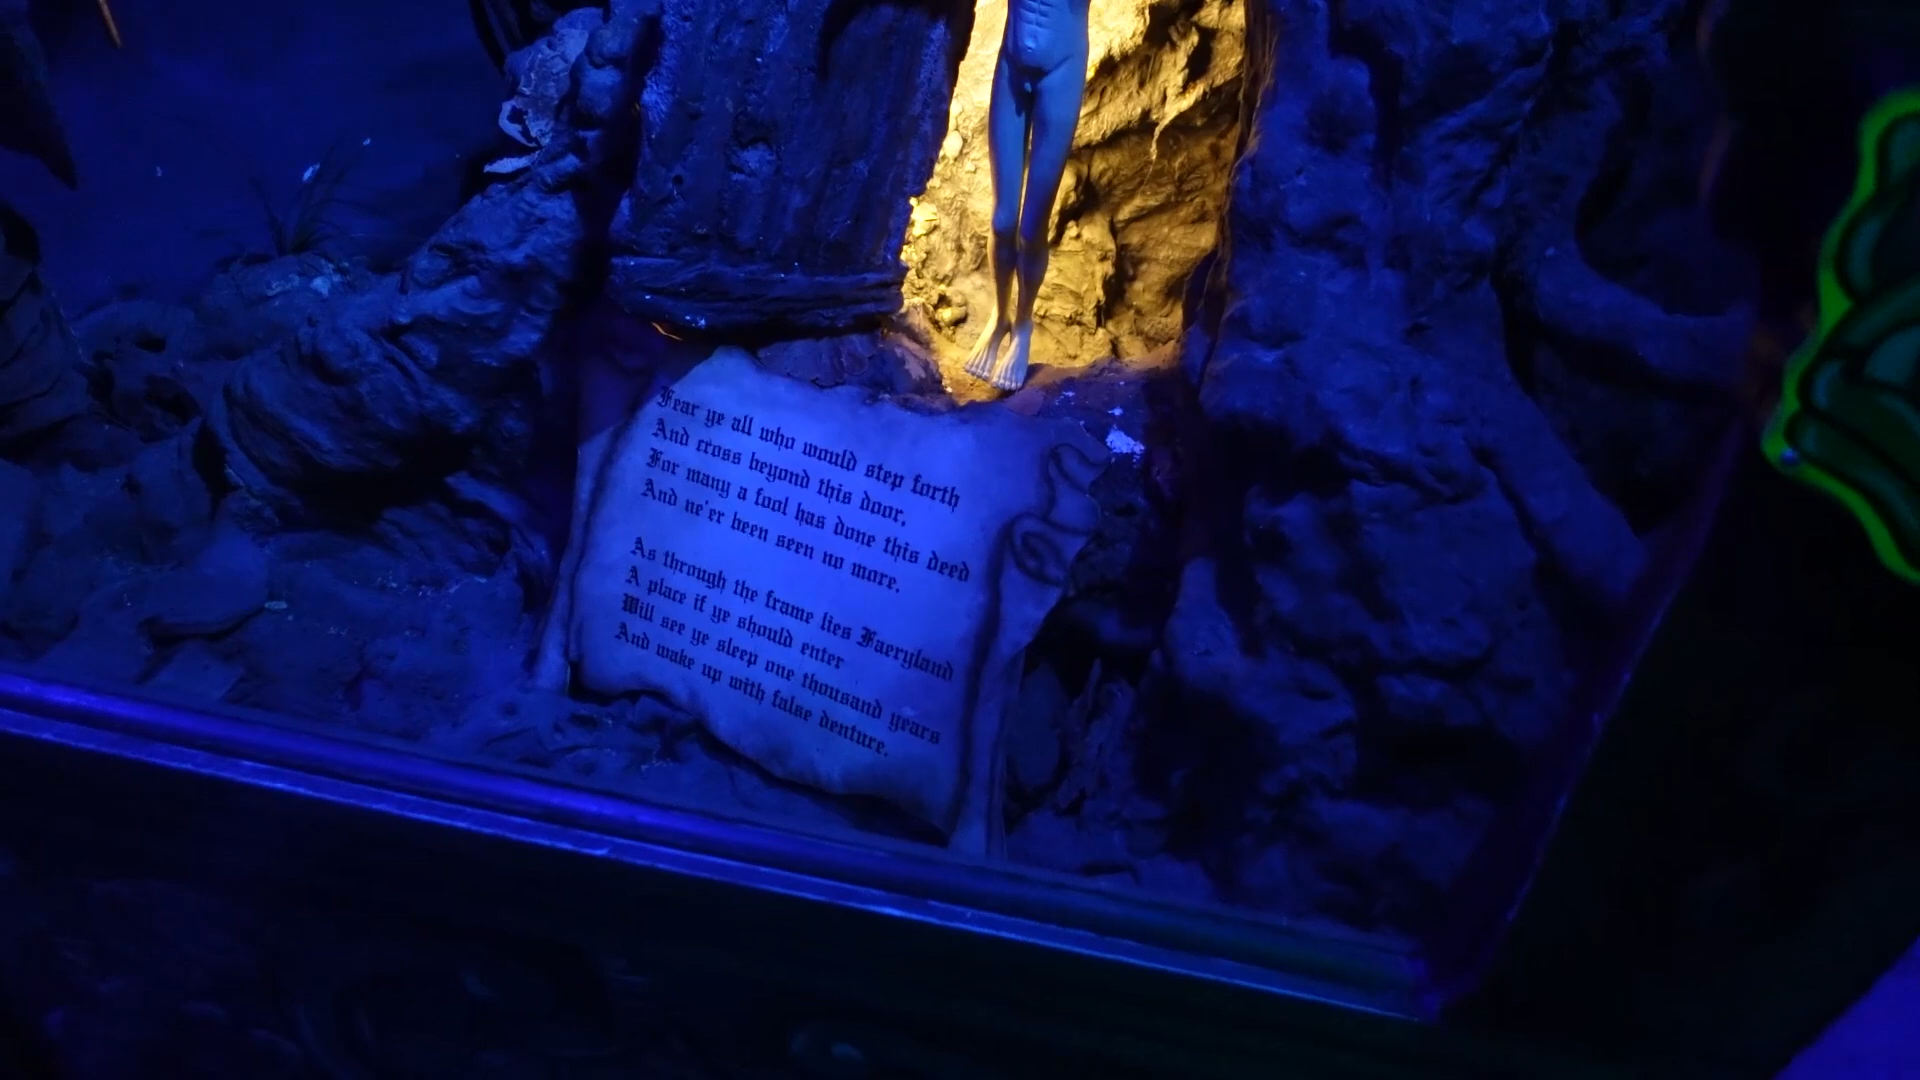 Fear ye all who would step forth
And cross beyond this door,
For many a fool has done this deed
And ne'er been seen no more.
As through the frame lies Faeryland
A place if ye should enter
Will see ye sleep one thousand years
And wake up with false denture.